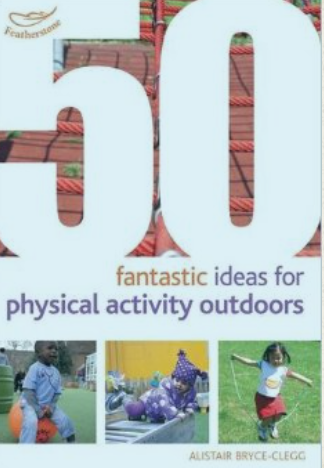 Featherstone
50
fantastic ideas for
physical activity outdoors
ALISTAIR BRYCE-CLEGG